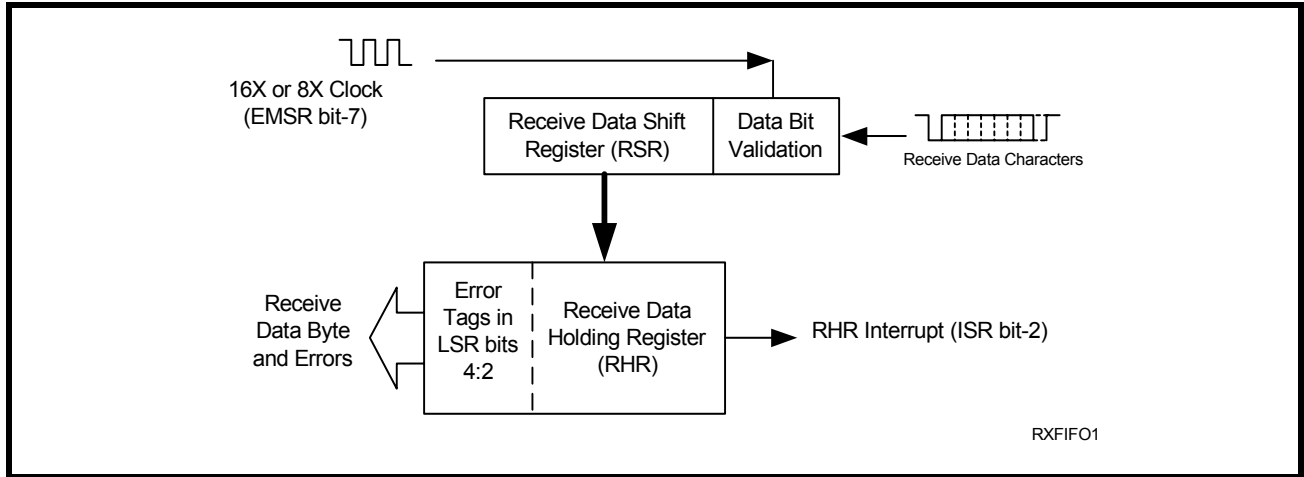 16X or 8X Clock
(EMSR bit-7)
Receive Data Shift
Register (RSR)
Data Bit
Validation
Receive Data Characters
Receive
Data Byte
and Errors
Error
Tags in
LSR bits
4:2
Receive Data
Holding Register
(RHR)
RHR Interrupt (ISR bit-2)
RXFIFO1